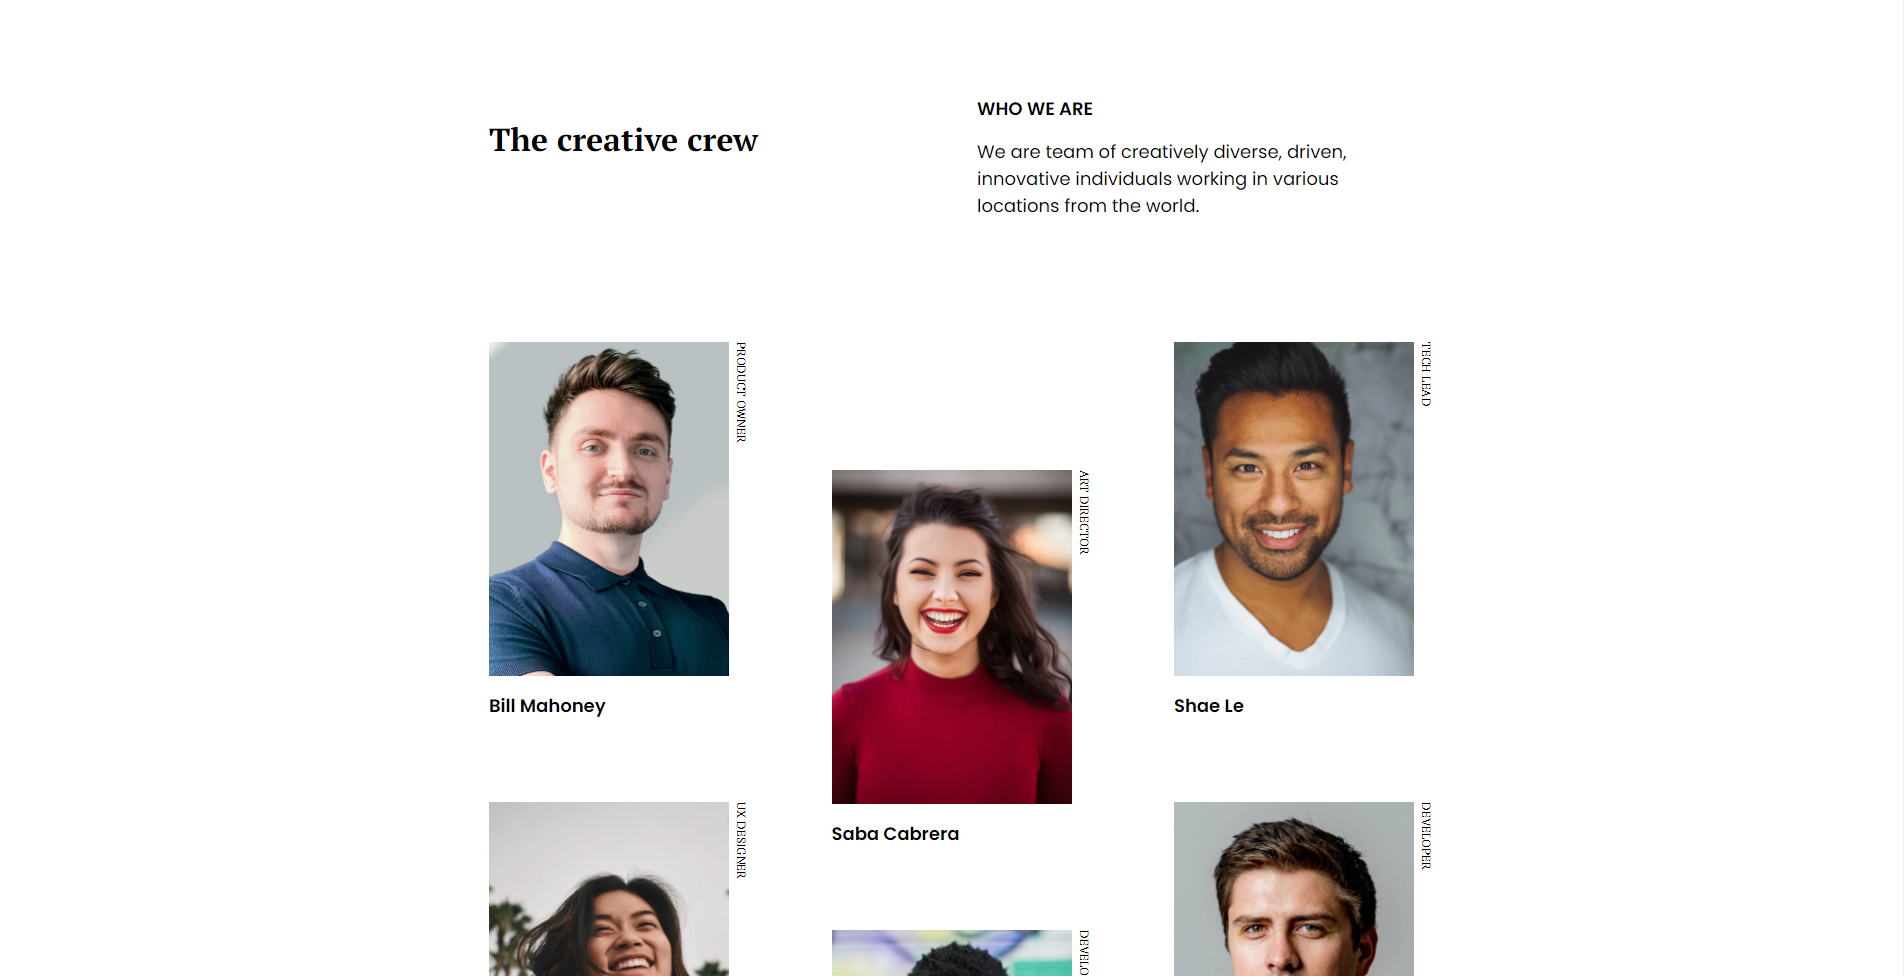 The creative crew
WHO WE ARE
We are team of creatively diverse, driven,
innovative individuals working in various
locations from the world.
PRODUCT OWNER
Bill Mahoney
ART DIRECTOR
Saba Cabrera
TECH LEAD
Shae Le
UX DESIGNER
DEVELO
DEVELOPER